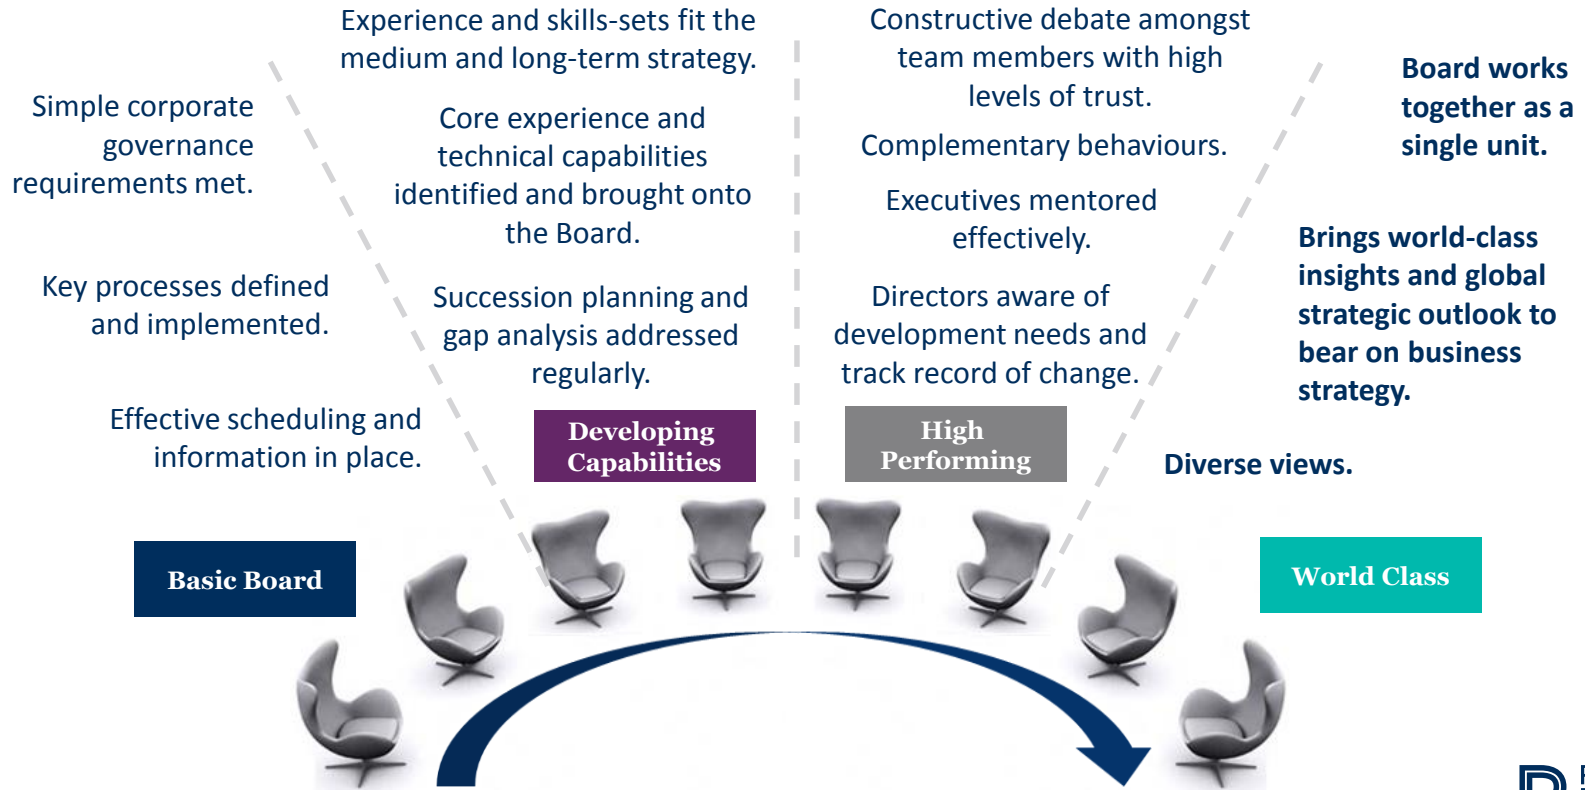 Simple corporate
governance
requirements met.
Key processes defined
and implemented.
Effective scheduling and
information in place.
Basic Board
Experience and skills-sets fit the
medium and long-term strategy.
Core experience and
technical capabilities
identified and brought onto
the Board.
Succession planning and
gap analysis addressed
regularly.
Developing
Capabilities
Constructive debate amongst
team members with high
levels of trust.
Complementary behaviours.
Executives mentored
effectively.
Directors aware of
development needs and
track record of change.
High
Performing
Board works
together as a
single unit.
Brings world-class
insights and global
strategic outlook to
bear on business
strategy.
Diverse views.
World Class